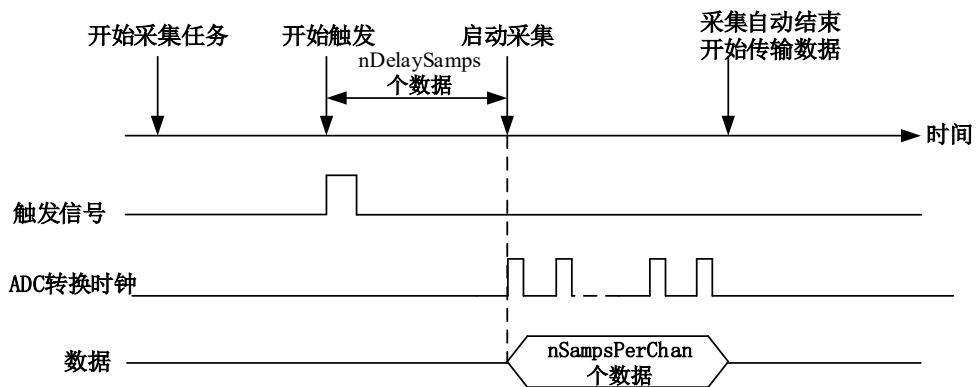 开始采集任务
开始触发
启动采集
采集自动结束
开始传输数据
nDelaySamps
个数据
时间
触发信号
ADC转换时钟
数据
nSampsPerChan
个数据